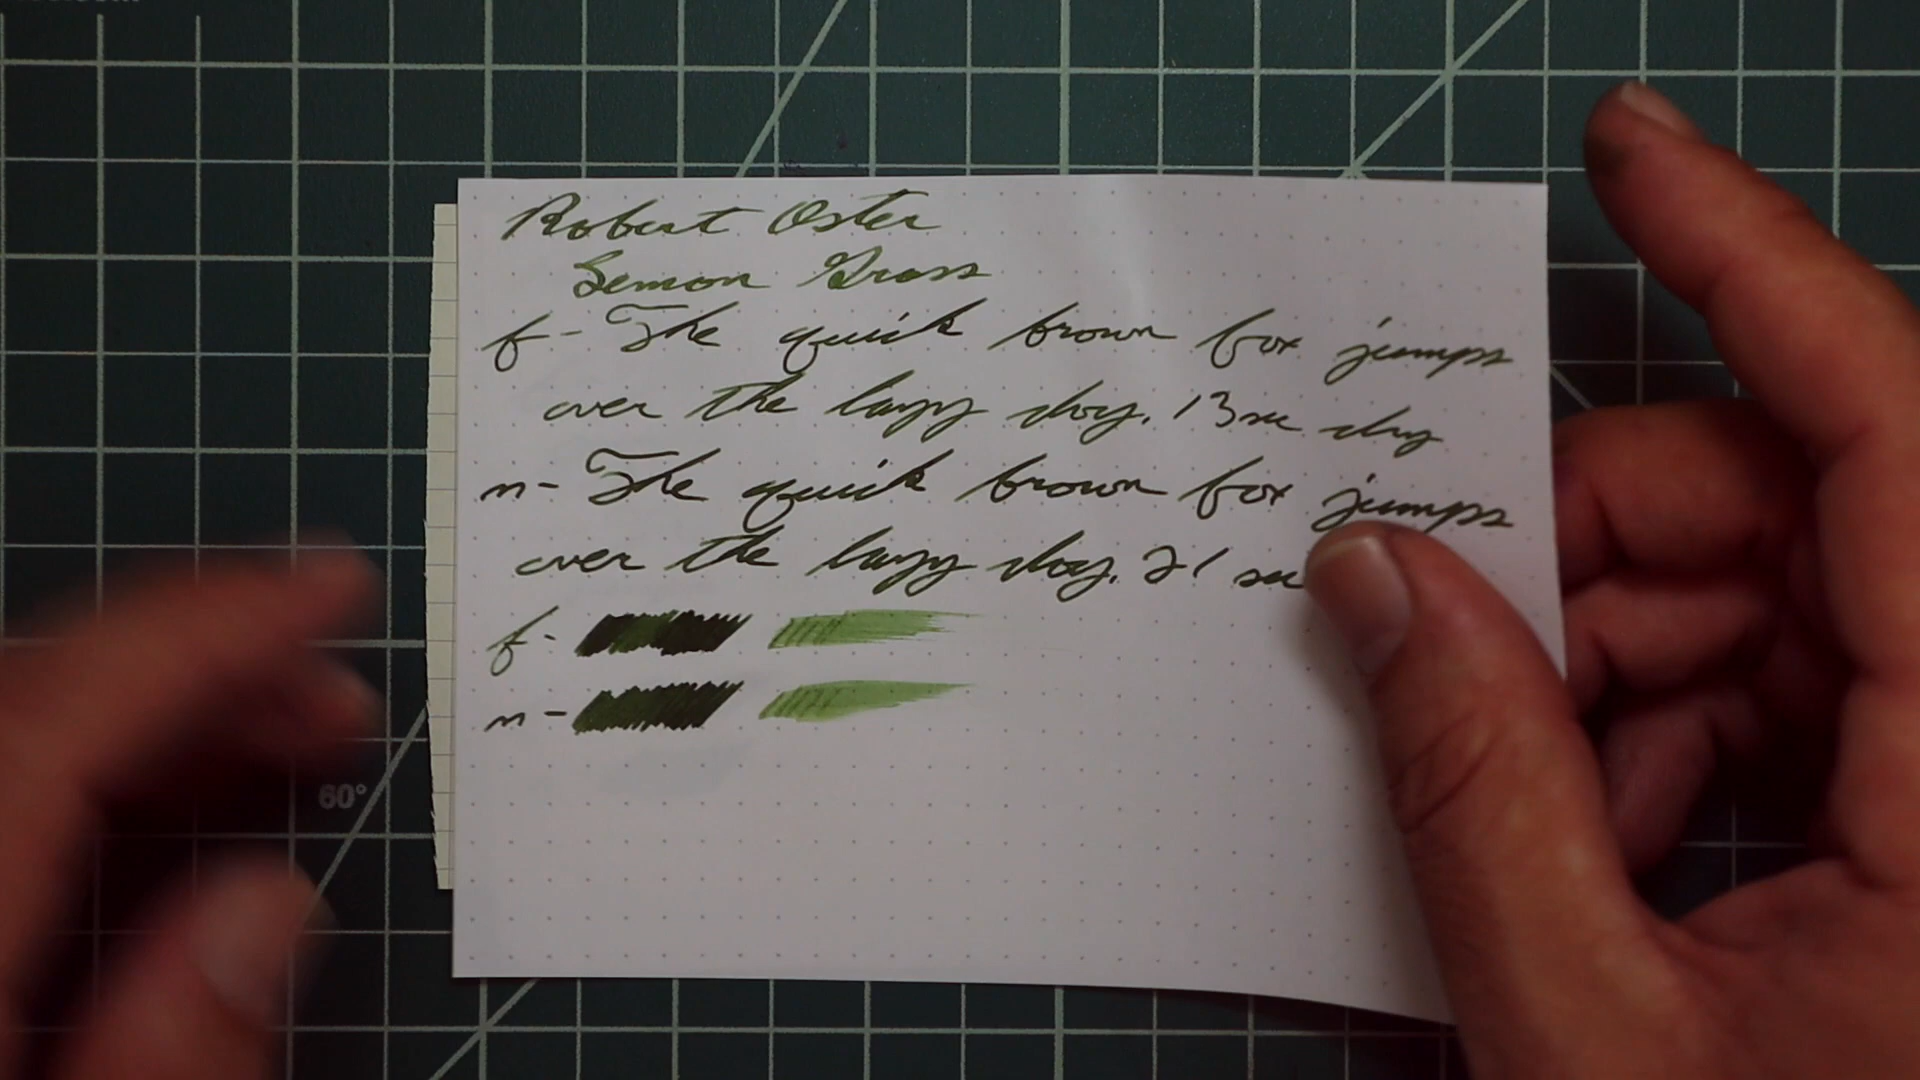 Robert Oster
Lemon Grass
f - The quick brown fox jumps
over the lazy dog. 13 sec dry
m - The quick brown fox jumps
over the lazy dog. 21 sec
f -
m -
60°